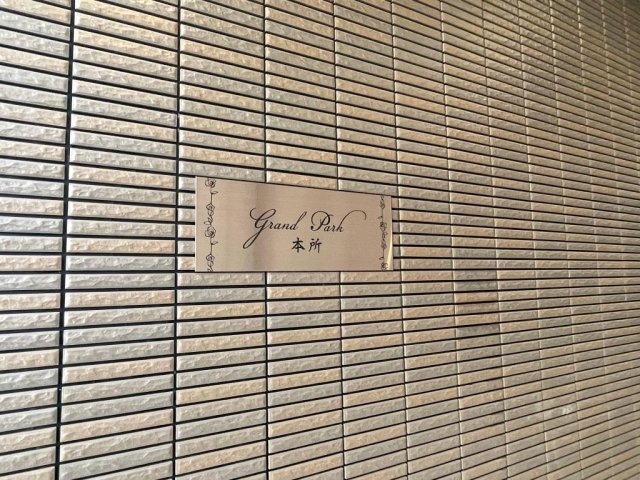 Grand Park
本所